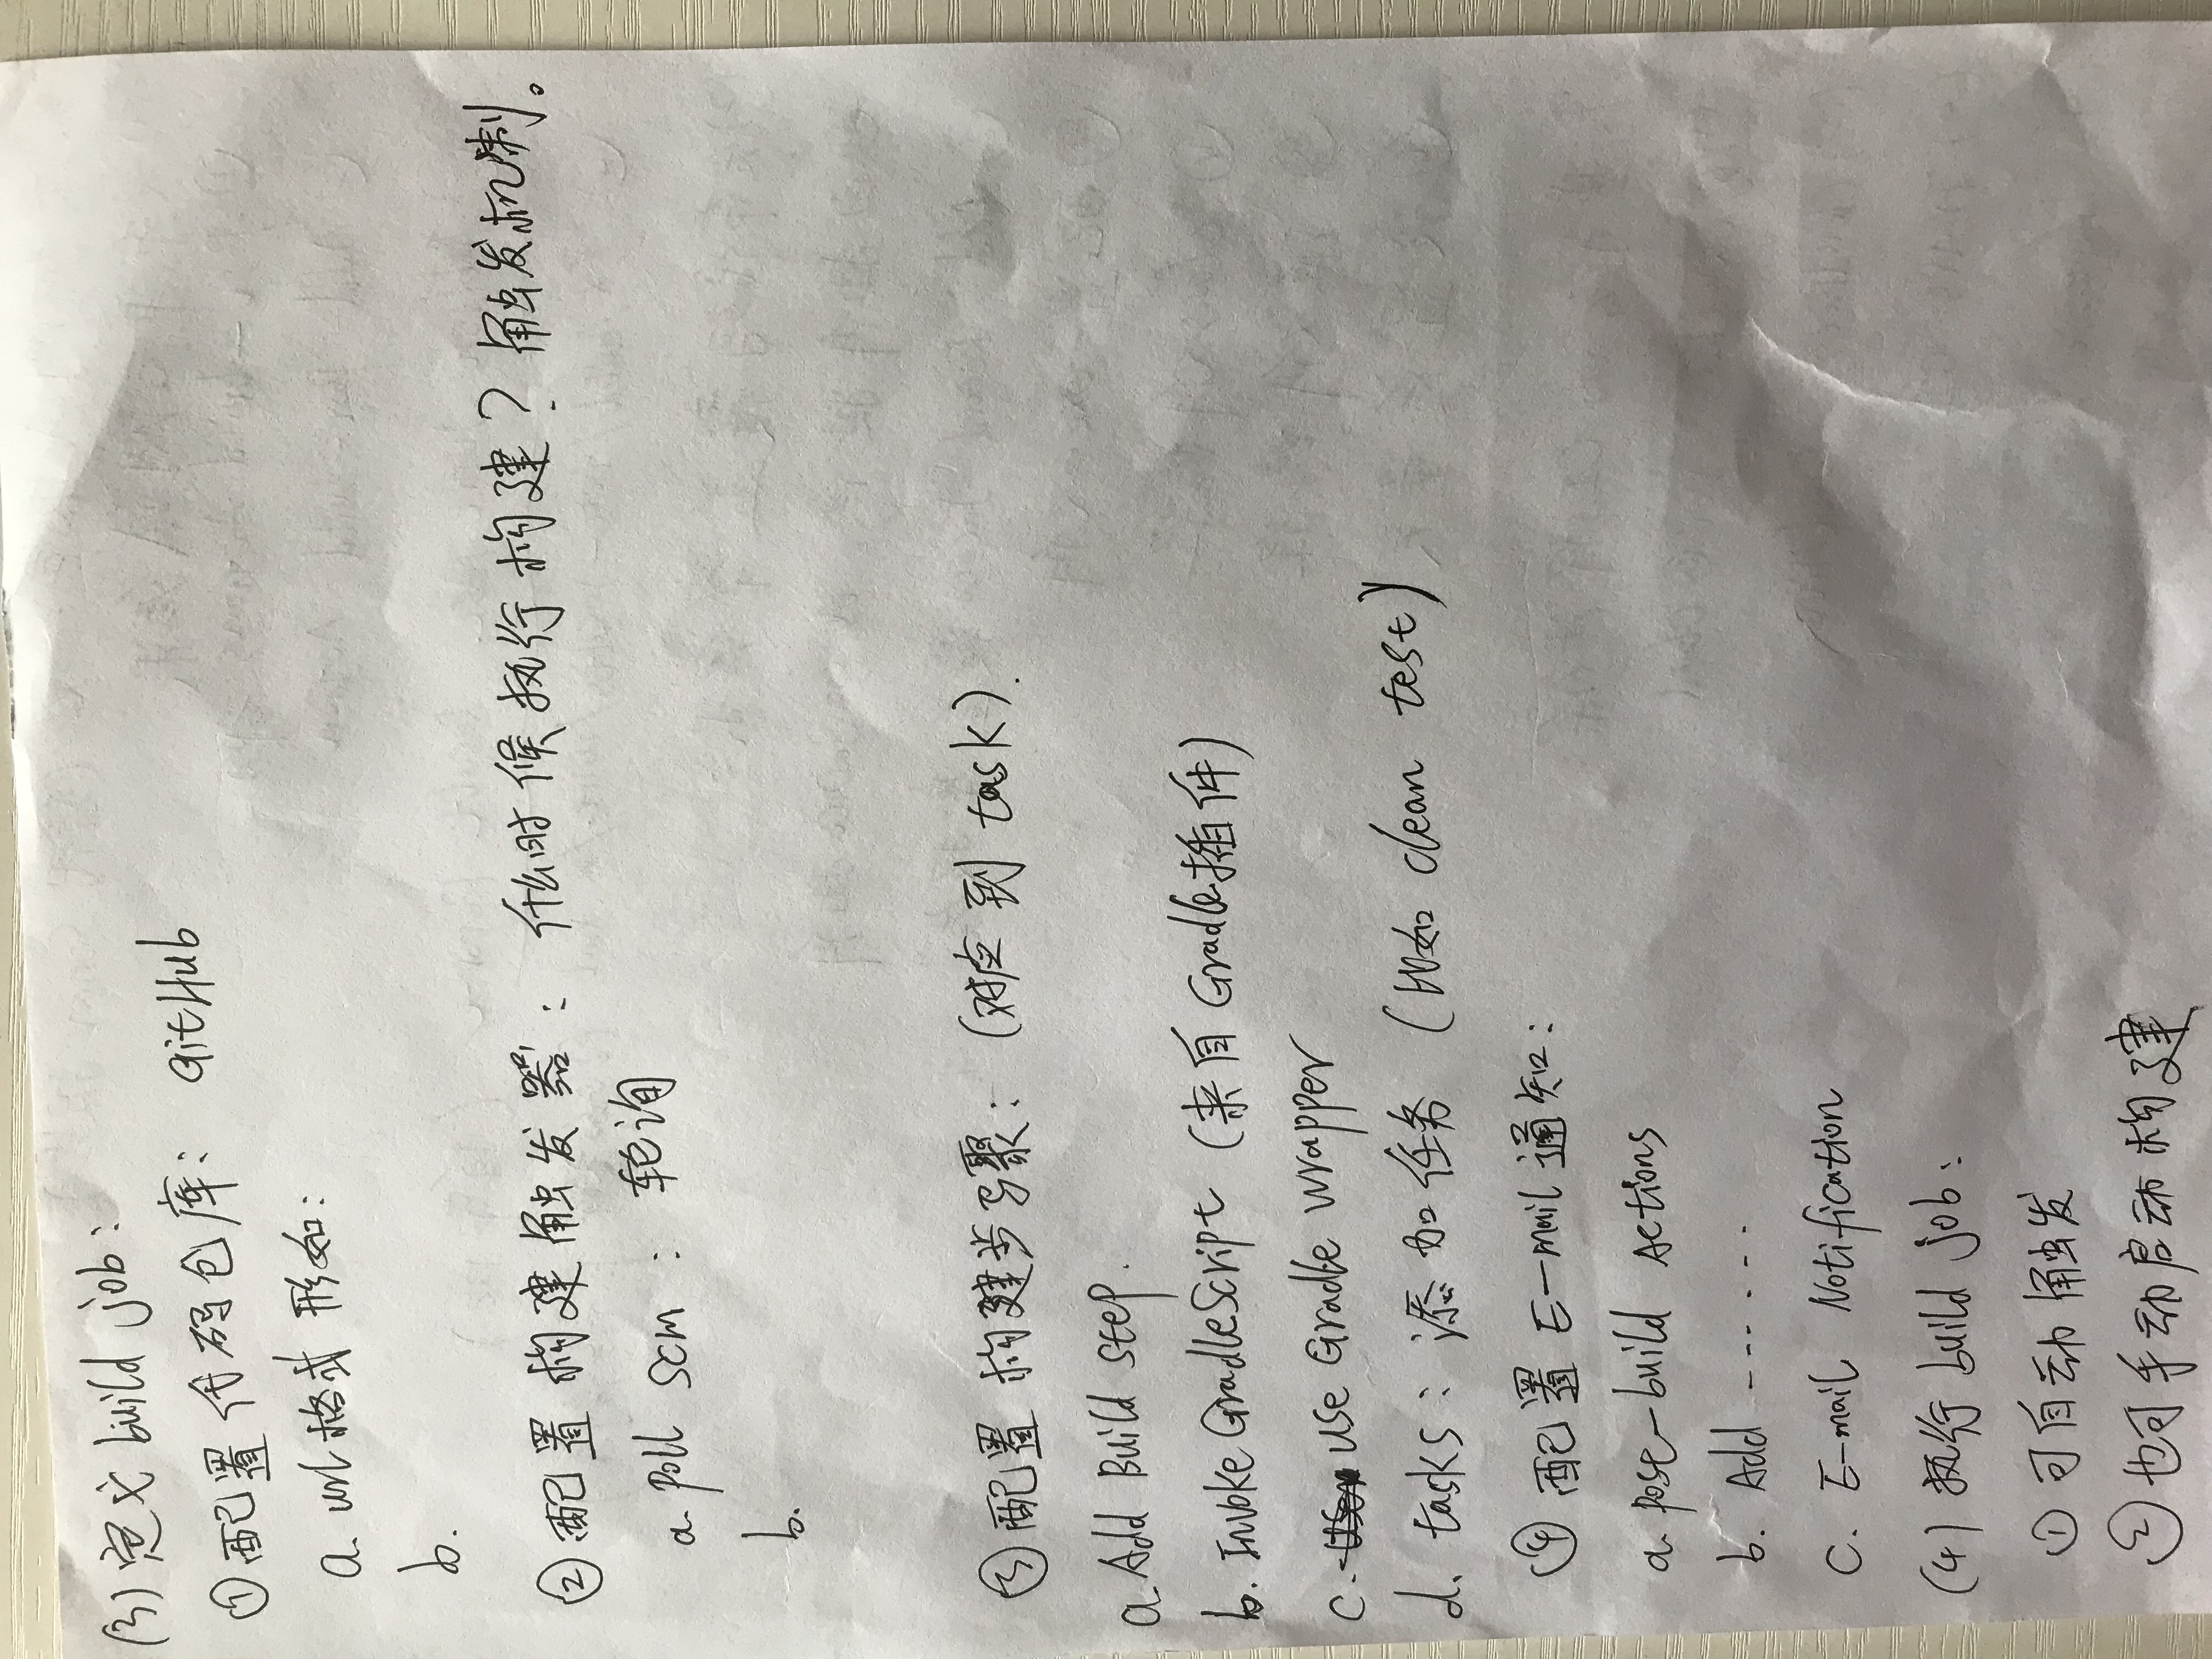 (3) 定义 build job：
① 配置代码仓库： GitHub
a. url 格式 形如：
b.
② 配置 构建触发器： 什么时候执行构建？ 触发机制。
a. Poll scm ： 轮询
b.
③ 配置 构建步骤：（对应到 task）.
a. Add Build step.
b. Invoke GradleScript (来自 Gradle插件)
c. use Gradle wrapper
d. tasks： 添加任务 (比如 clean test)
④ 配置 E-mail 通知：
a. post-build Actions
b. Add ------
C. E-mail Notification
(4) 执行 build job：
① 可自动触发
② 也可手动启动构建